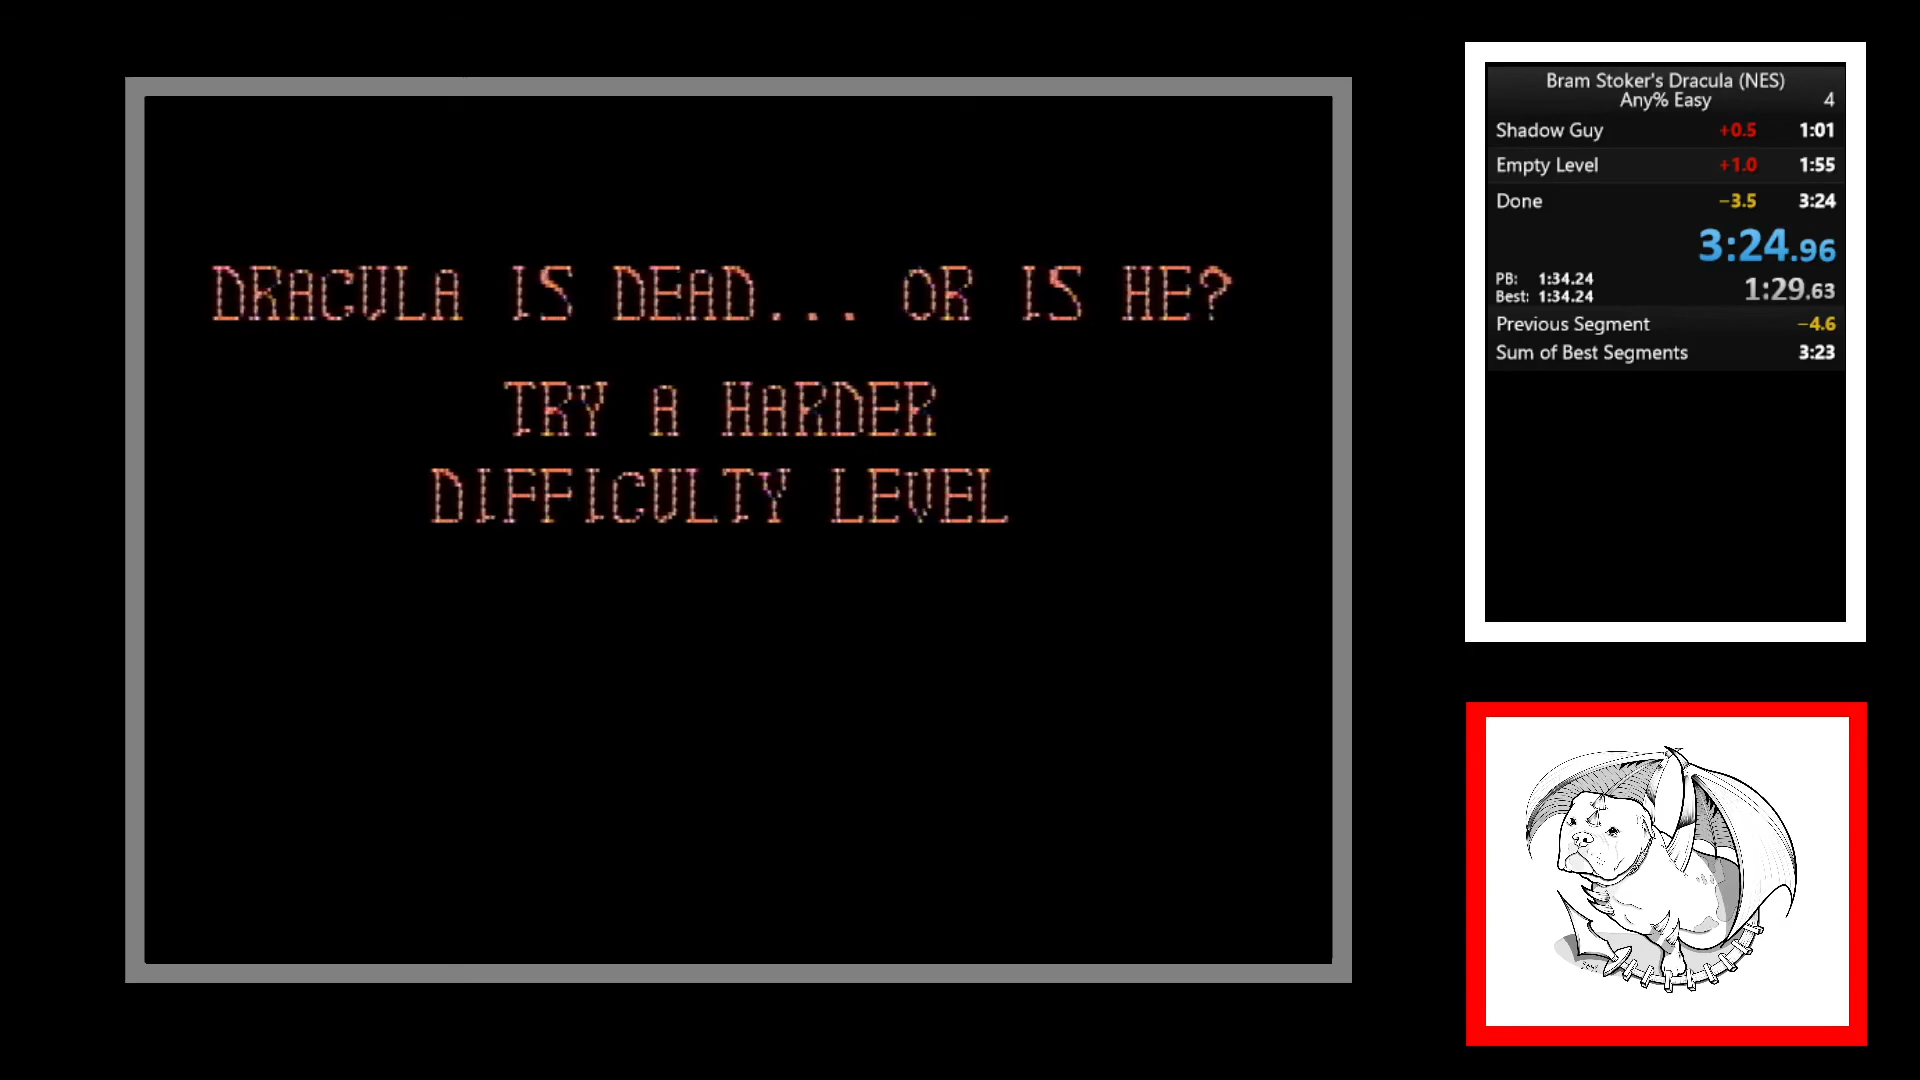 DRACULA IS DEAD... OR IS HE?
TRY A HARDER
DIFFICULTY LEVEL
Bram Stoker's Dracula (NES)
Any% Easy 4
Shadow Guy +0.5 1:01
Empty Level +1.0 1:55
Done −3.5 3:24
3:24.96
PB: 1:34.24
Best: 1:34.24
1:29.63
Previous Segment −4.6
Sum of Best Segments 3:23